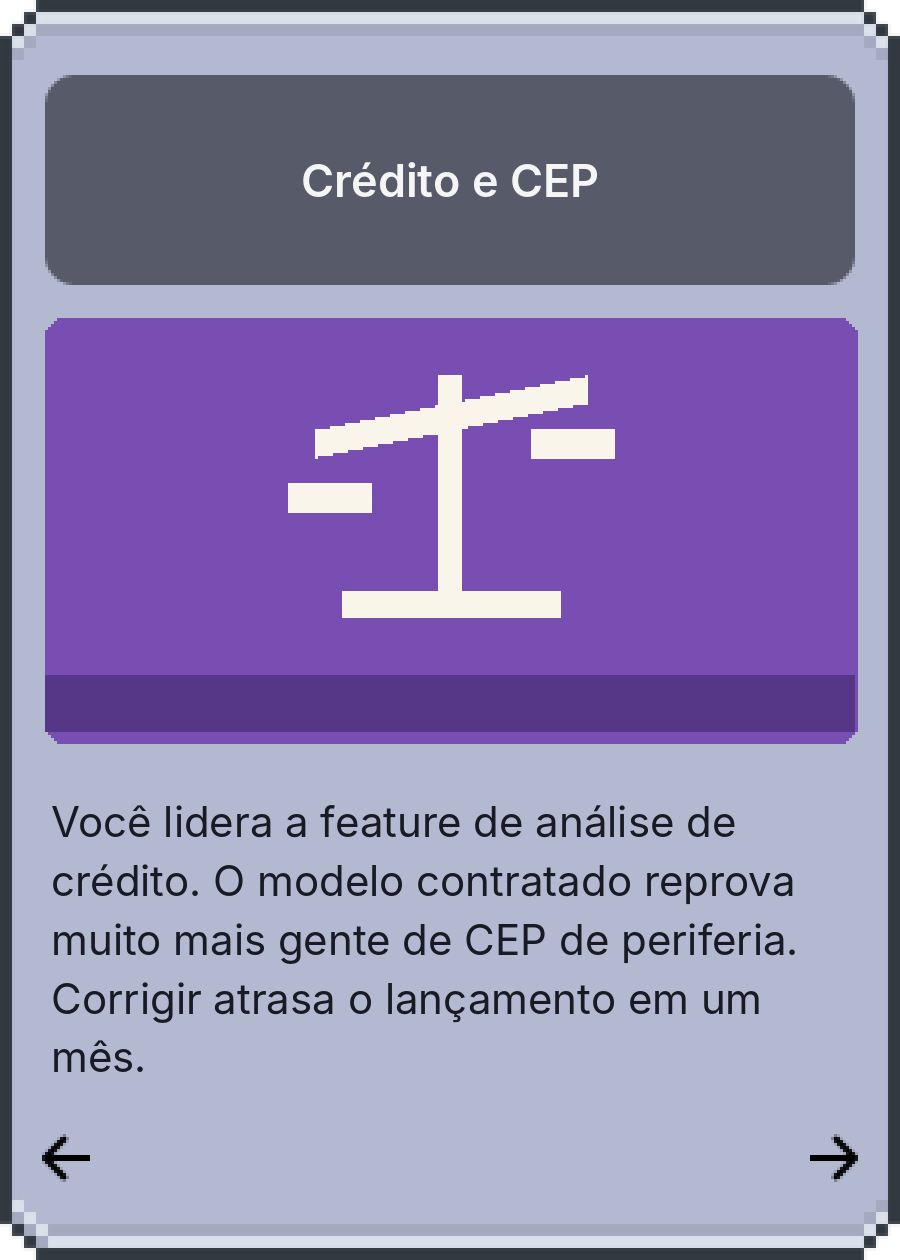 Crédito e CEP
Você lidera a feature de análise de
crédito. O modelo contratado reprova
muito mais gente de CEP de periferia.
Corrigir atrasa o lançamento em um
mês.